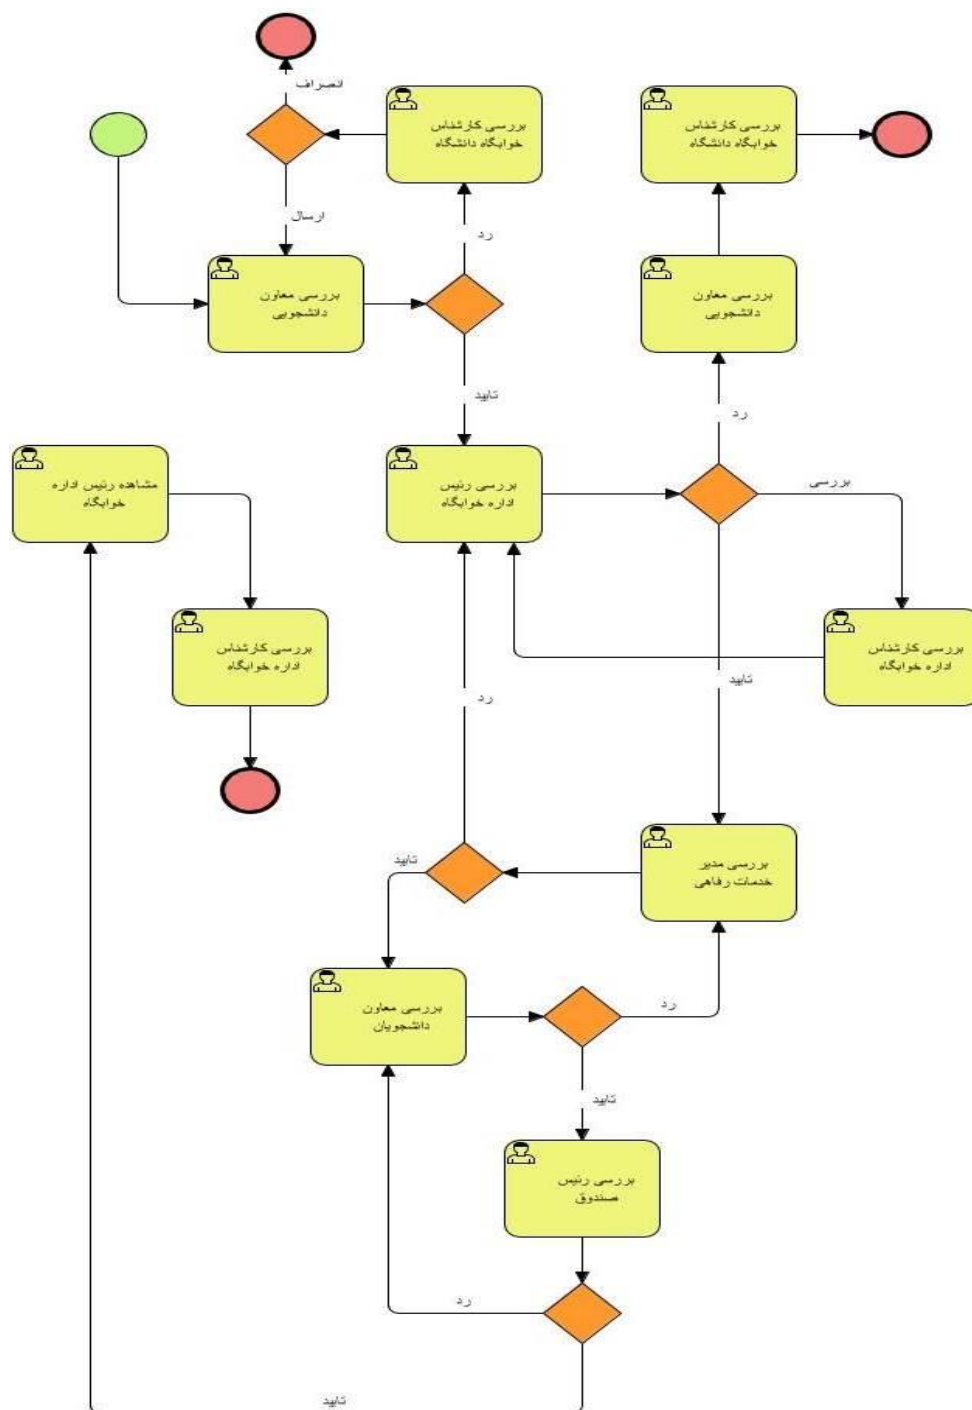 انصراف
بررسی کارشناس
خوابگاه دانشگاه
بررسی کارشناس
خوابگاه دانشگاه
ارسال
رد
بررسی معاون
دانشجویی
بررسی معاون
دانشجویی
تایید
رد
مشاهده رئیس اداره
خوابگاه
بررسی رئیس
اداره خوابگاه
بررسی
بررسی کارشناس
اداره خوابگاه
بررسی کارشناس
اداره خوابگاه
رد
تایید
تایید
بررسی مدیر
خدمات رفاهی
بررسی معاون
دانشجویان
رد
تایید
بررسی رئیس
صندوق
رد
تایید